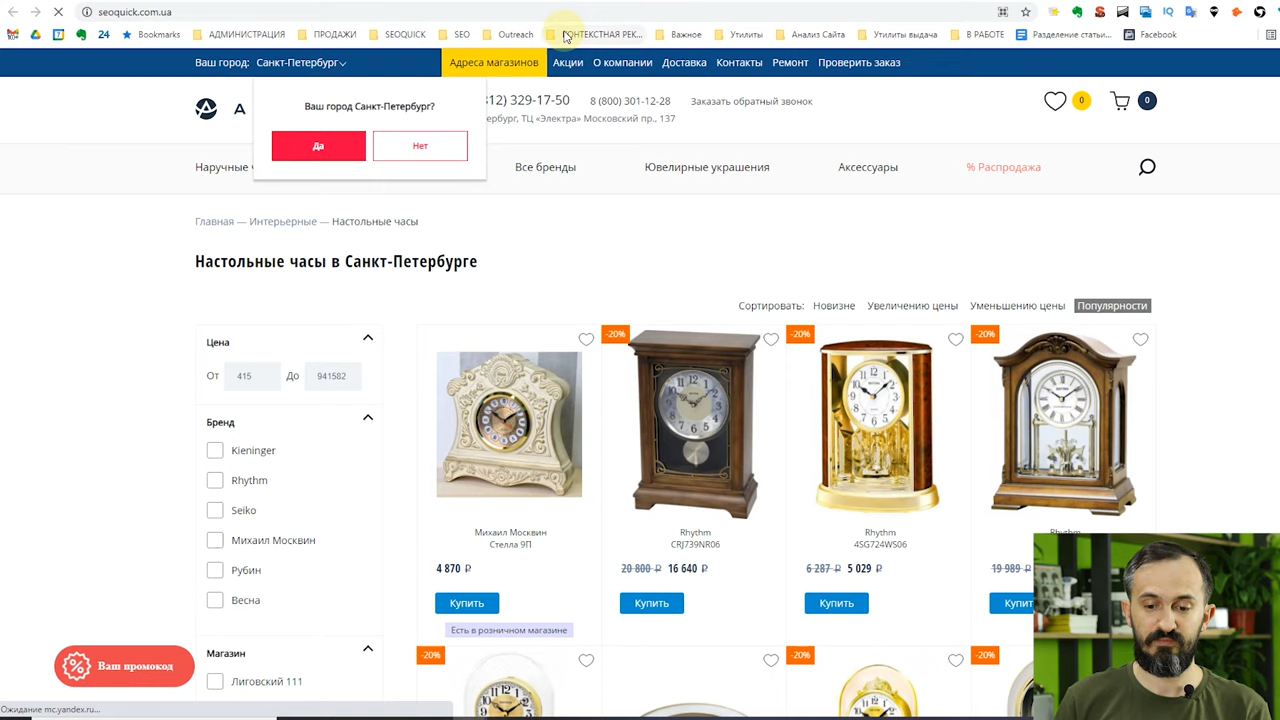 seoquick.com.ua
24
Bookmarks
АДМИНИСТРАЦИЯ
ПРОДАЖИ
SEOQUICK
SEO
Outreach
КОНТЕКСТНАЯ РЕК...
Важное
Утилиты
Анализ Сайта
Утилиты выдача
В РАБОТЕ
Разделение статьи...
Facebook
Ваш город: Санкт-Петербург
Адреса магазинов
Акции
О компании
Доставка
Контакты
Ремонт
Проверить заказ
Ваш город Санкт-Петербург?
Да
Нет
А
812) 329-17-50
8 (800) 301-12-28
Заказать обратный звонок
0
0
ТЦ «Электра» Московский пр., 137
Наручные
Все бренды
Ювелирные украшения
Аксессуары
% Распродажа
Главная — Интерьерные — Настольные часы
Настольные часы в Санкт-Петербурге
Сортировать: Новизне Увеличению цены Уменьшению цены Популярности
Цена
От 415 До 941582
Бренд
Kieninger
Rhythm
Seiko
Михаил Москвин
Рубин
Весна
Магазин
Лиговский 111
-20%
-20%
-20%
Михаил Москвин
Стелла 9П
Rhythm
CRJ739NR06
Rhythm
4SG724WS06
Rhythm
4 870 ₽
20 800 ₽ 16 640 ₽
6 287 ₽ 5 029 ₽
19 989 ₽
Купить
Купить
Купить
Есть в розничном магазине
-20%
-20%
-20%
Ваш промокод
Ожидание mc.yandex.ru...